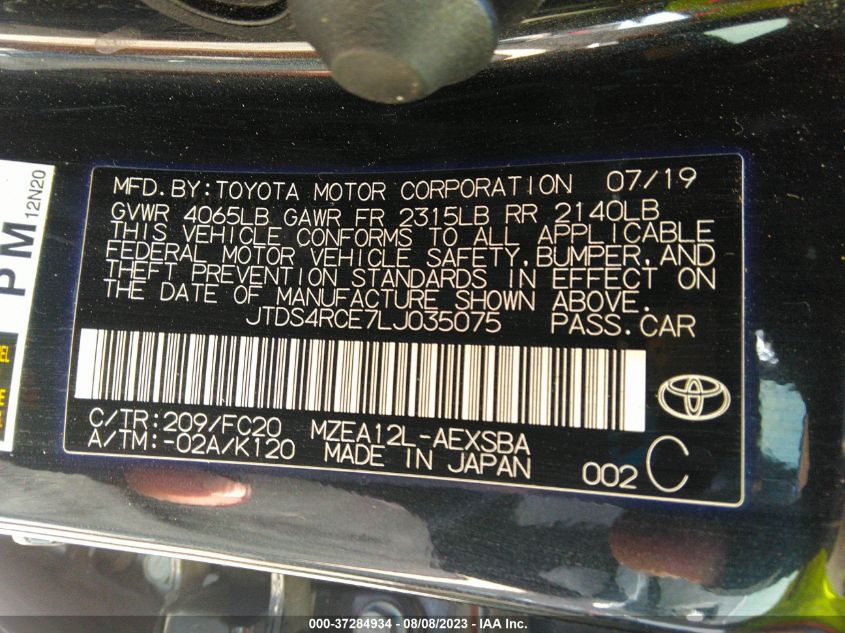 12N20
PM
MFD. BY: TOYOTA MOTOR CORPORATION 07/19
GVWR 4065LB GAWR FR 2315LB RR 2140LB
THIS VEHICLE CONFORMS TO ALL APPLICABLE
FEDERAL MOTOR VEHICLE SAFETY, BUMPER, AND
THEFT PREVENTION STANDARDS IN EFFECT ON
THE DATE OF MANUFACTURE SHOWN ABOVE.
JTDS4RCE7LJ035075 PASS. CAR
C/TR: 209/FC20 MZEA12L-AEXSBA
A/TM: -02A/K120 MADE IN JAPAN 002 C
000-37284934 - 08/08/2023 - © IAA Inc.